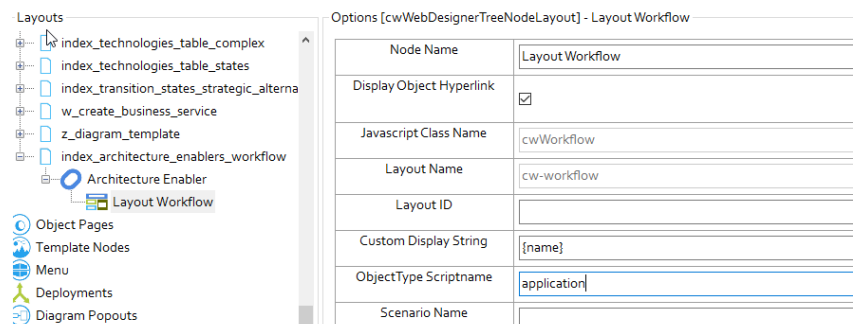 Layouts
index_technologies_table_complex
index_technologies_table_states
index_transition_states_strategic_alterna
w_create_business_service
z_diagram_template
index_architecture_enablers_workflow
Architecture Enabler
Layout Workflow
Object Pages
Template Nodes
Menu
Deployments
Diagram Popouts
Options [cwWebDesignerTreeNodeLayout] - Layout Workflow
Node Name
Layout Workflow
Display Object Hyperlink
Javascript Class Name
cwWorkflow
Layout Name
cw-workflow
Layout ID
Custom Display String
{name}
ObjectType Scriptname
application
Scenario Name